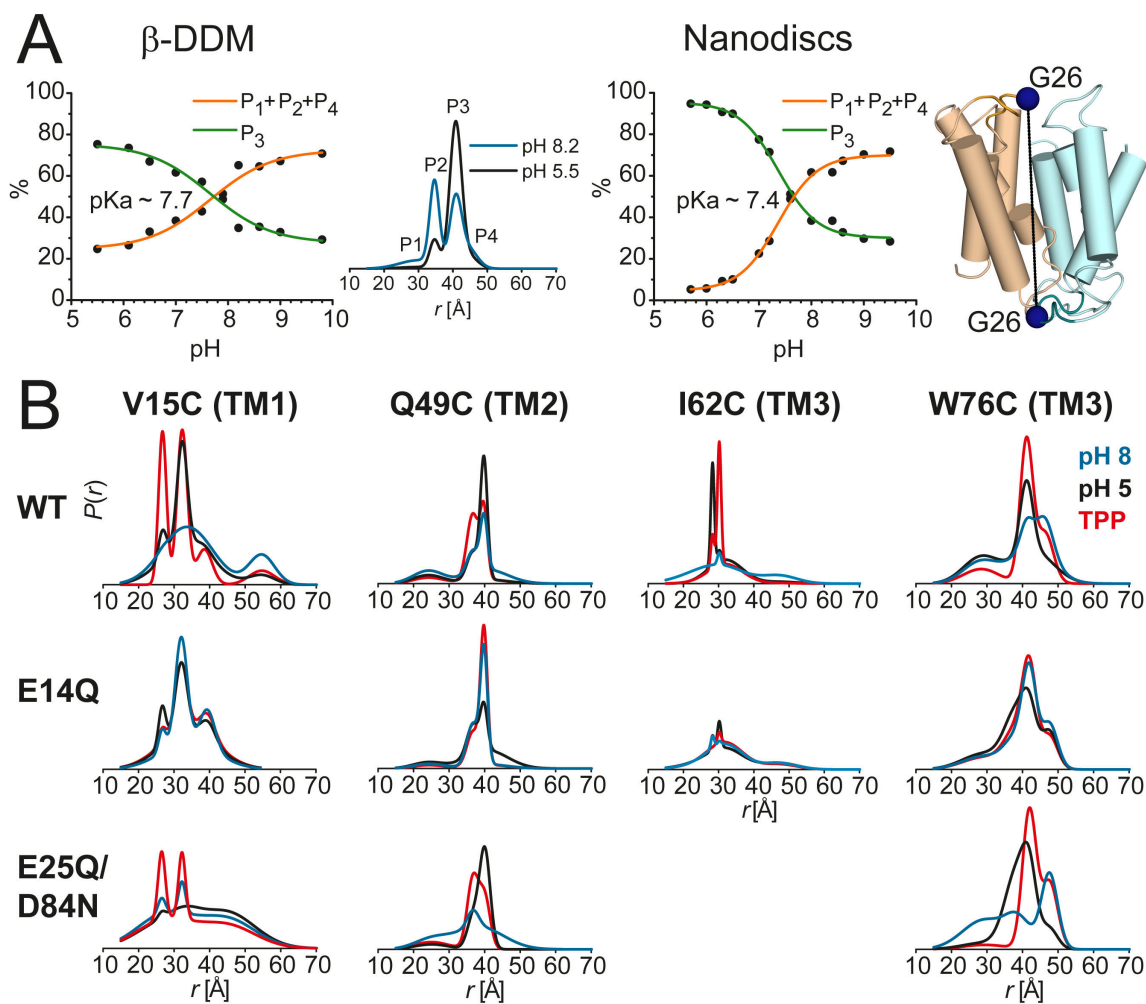 A
β-DDM
Nanodiscs
100
80
60
40
20
0
%
P1+P2+P4
P3
pKa ~ 7.7
5 6 7 8 9 10
pH
P3
P2
P1
P4
pH 8.2
pH 5.5
10 20 30 40 50 60 70
r [Å]
100
80
60
40
20
0
%
P1+P2+P4
P3
pKa ~ 7.4
5 6 7 8 9 10
pH
G26
G26
B
V15C (TM1) Q49C (TM2) I62C (TM3) W76C (TM3)
WT
P(r)
pH 8
pH 5
TPP
10 20 30 40 50 60 70 10 20 30 40 50 60 70 10 20 30 40 50 60 70 10 20 30 40 50 60 70
E14Q
10 20 30 40 50 60 70 10 20 30 40 50 60 70 10 20 30 40 50 60 70 10 20 30 40 50 60 70
r [Å]
E25Q/
D84N
10 20 30 40 50 60 70 10 20 30 40 50 60 70 10 20 30 40 50 60 70
r [Å] r [Å] r [Å]